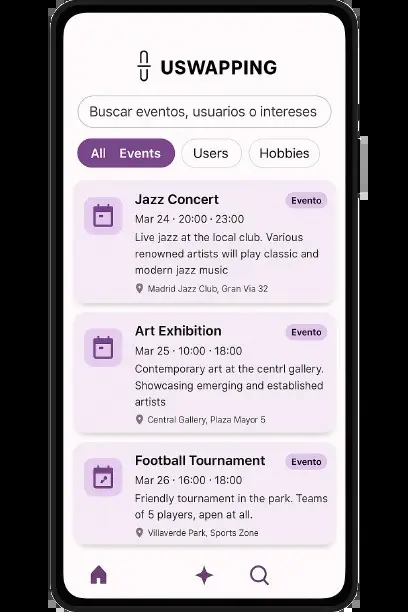 USWAPPING
Buscar eventos, usuarios o intereses
All Events Users Hobbies
Jazz Concert Evento
Mar 24 · 20:00 · 23:00
Live jazz at the local club. Various
renowned artists will play classic and
modern jazz music
Madrid Jazz Club, Gran Via 32
Art Exhibition Evento
Mar 25 · 10:00 · 18:00
Contemporary art at the centrl gallery.
Showcasing emerging and established
artists
Central Gallery, Plaza Mayor 5
Football Tournament Evento
Mar 26 · 16:00 · 18:00
Friendly tournament in the park. Teams
of 5 players, apen at all.
Villaverde Park, Sports Zone